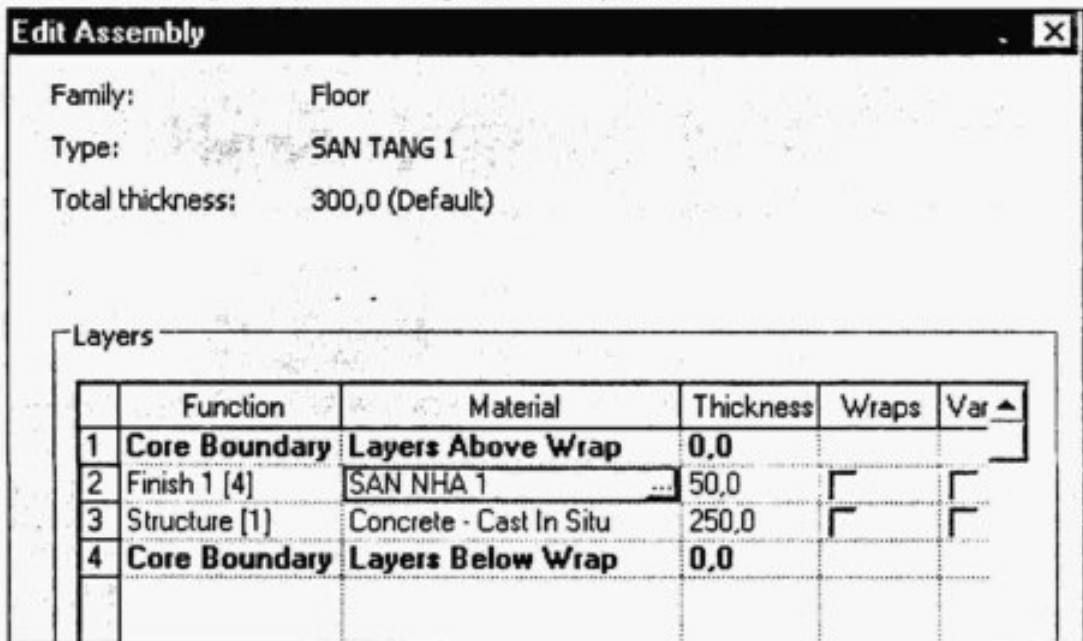 Edit Assembly
Family: Floor
Type: SAN TANG 1
Total thickness: 300,0 (Default)
Layers
Function Material Thickness Wraps Var
1 Core Boundary Layers Above Wrap 0,0
2 Finish 1 [4] SAN NHA 1 ... 50,0
3 Structure [1] Concrete - Cast In Situ 250,0
4 Core Boundary Layers Below Wrap 0,0